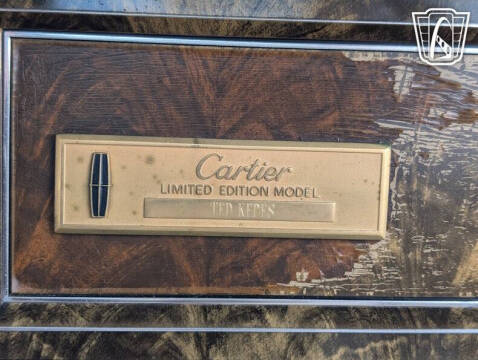 Cartier
LIMITED EDITION MODEL
TED KEPES